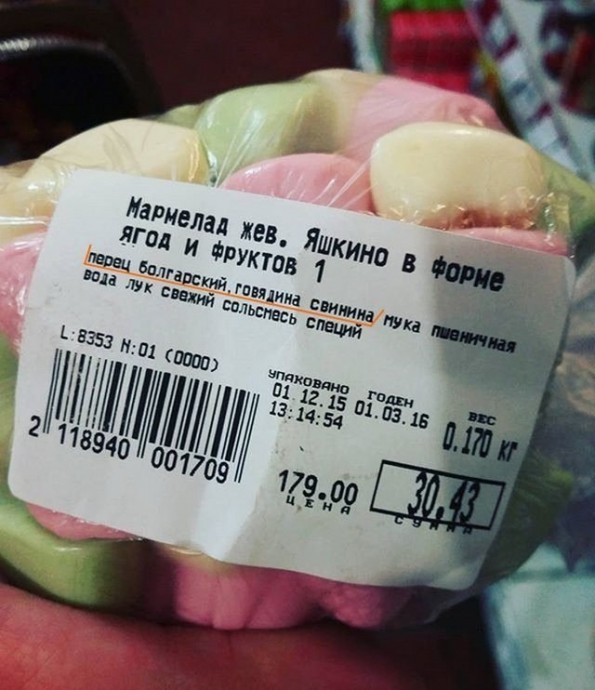 Мармелад жев. Яшкино в форме
ягод и фруктов 1
перец болгарский, говядина свинина мука пшеничная
вода лук свежий сольсмесь специй
L:8353 N:01 (0000)
УПАКОВАНО ГОДЕН ВЕС
01.12.15 01.03.16 0.170 кг
13:14:54
2 118940 001709
179.00 30.43
ЦЕНА СУММА